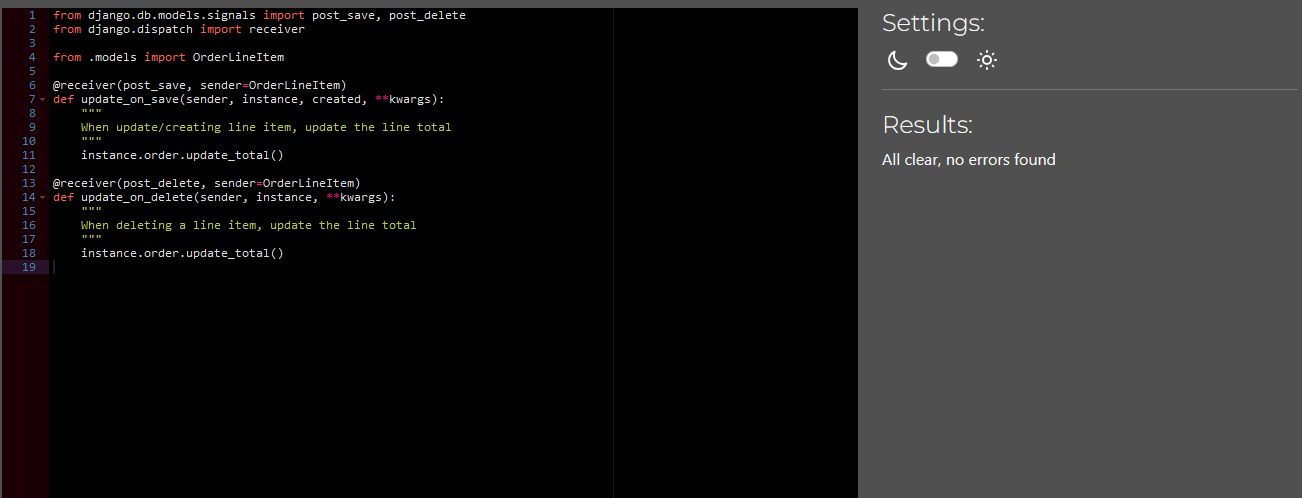 1 from django.db.models.signals import post_save, post_delete
2 from django.dispatch import receiver
3
4 from .models import OrderLineItem
5
6 @receiver(post_save, sender=OrderLineItem)
7 def update_on_save(sender, instance, created, **kwargs):
8     """
9     When update/creating line item, update the line total
10     """
11     instance.order.update_total()
12
13 @receiver(post_delete, sender=OrderLineItem)
14 def update_on_delete(sender, instance, **kwargs):
15     """
16     When deleting a line item, update the line total
17     """
18     instance.order.update_total()
19
Settings:
Results:
All clear, no errors found